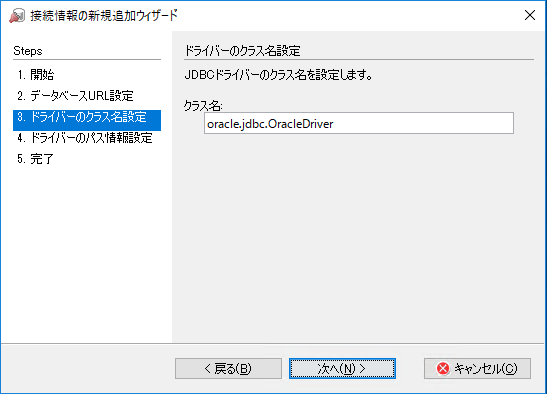 接続情報の新規追加ウィザード
Steps
1. 開始
2. データベースURL設定
3. ドライバーのクラス名設定
4. ドライバーのパス情報設定
5. 完了
ドライバーのクラス名設定
JDBCドライバーのクラス名を設定します。
クラス名:
oracle.jdbc.OracleDriver
< 戻る(B)
次へ(N) >
キャンセル(C)